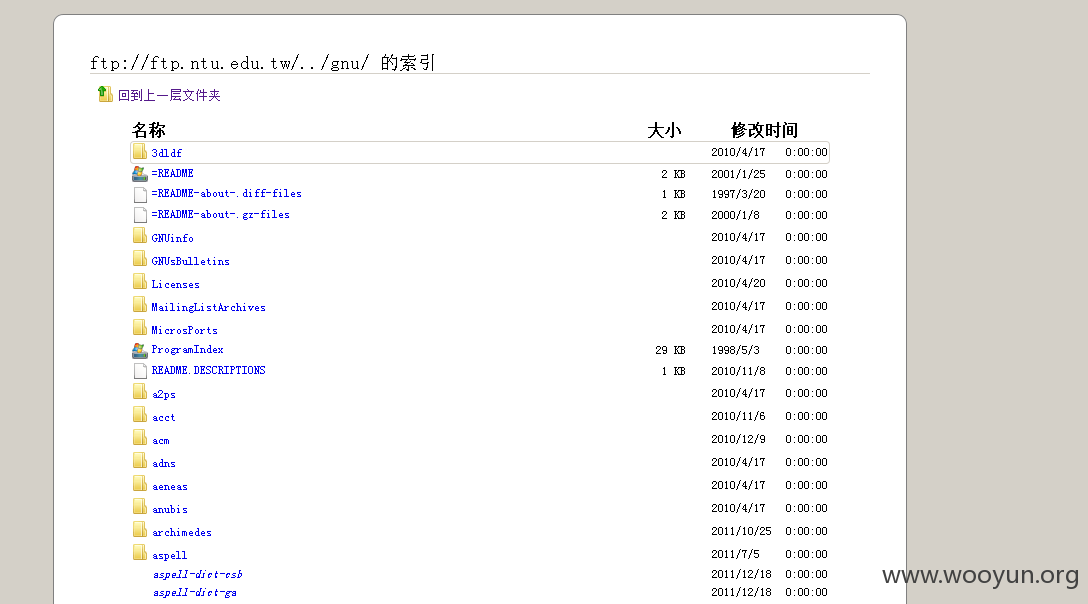 ftp://ftp.ntu.edu.tw/../gnu/ 的索引
回到上一层文件夹
名称 大小 修改时间
3dldf 2010/4/17 0:00:00
=README 2 KB 2001/1/25 0:00:00
=README-about-.diff-files 1 KB 1997/3/20 0:00:00
=README-about-.gz-files 2 KB 2000/1/8 0:00:00
GNUinfo 2010/4/17 0:00:00
GNUsBulletins 2010/4/17 0:00:00
Licenses 2010/4/20 0:00:00
MailingListArchives 2010/4/17 0:00:00
MicrosPorts 2010/4/17 0:00:00
ProgramIndex 29 KB 1998/5/3 0:00:00
README.DESCRIPTIONS 1 KB 2010/11/8 0:00:00
a2ps 2010/4/17 0:00:00
acct 2010/11/6 0:00:00
acm 2010/12/9 0:00:00
adns 2010/4/17 0:00:00
aeneas 2010/4/17 0:00:00
anubis 2010/4/17 0:00:00
archimedes 2011/10/25 0:00:00
aspell 2011/7/5 0:00:00
aspell-dict-csb 2011/12/18 0:00:00
aspell-dict-ga 2011/12/18 0:00:00
www.wooyun.org